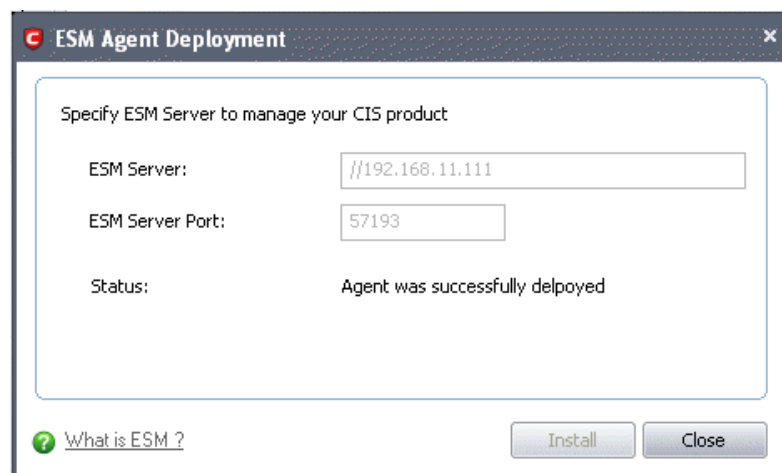 ESM Agent Deployment
Specify ESM Server to manage your CIS product
ESM Server: //192.168.11.111
ESM Server Port: 57193
Status: Agent was successfully delpoyed
What is ESM ? Install Close